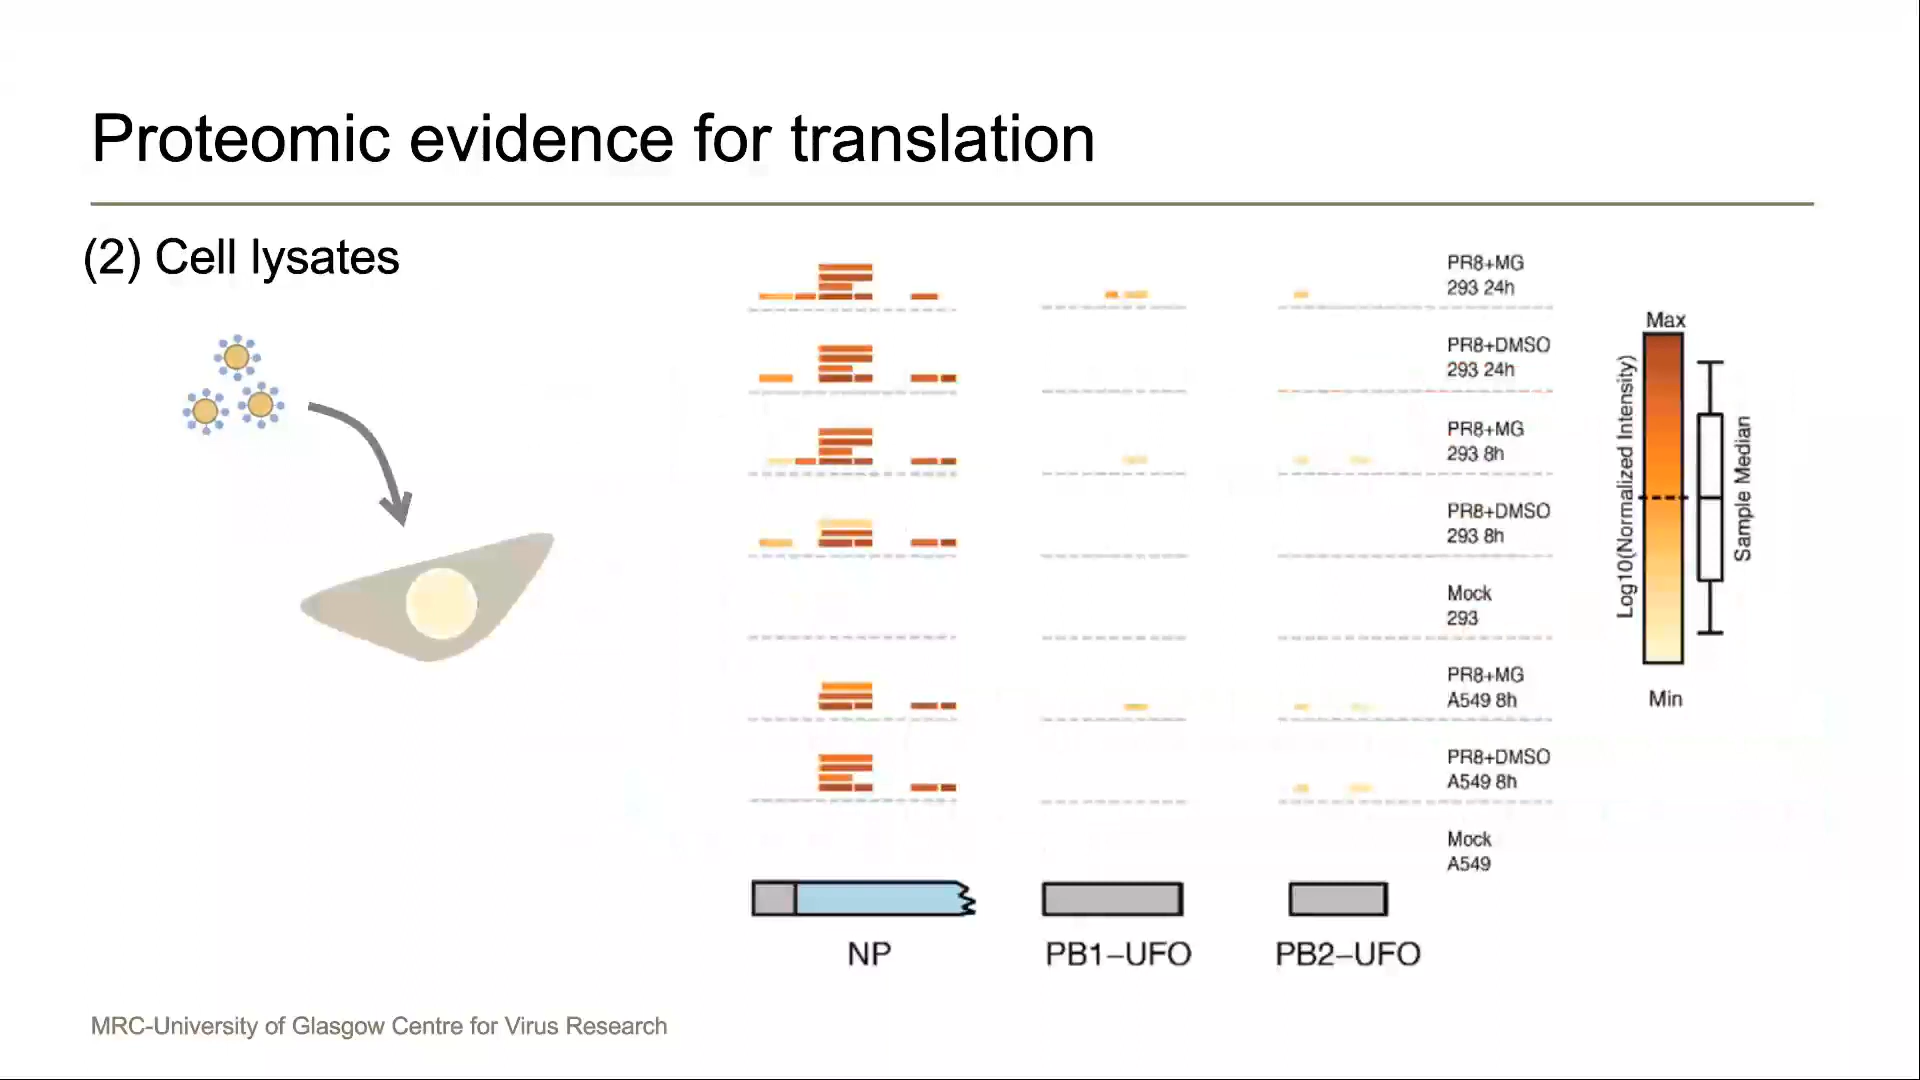 Proteomic evidence for translation
(2) Cell lysates
PR8+MG
293 24h
PR8+DMSO
293 24h
PR8+MG
293 8h
PR8+DMSO
293 8h
Mock
293
PR8+MG
A549 8h
PR8+DMSO
A549 8h
Mock
A549
Max
Log10(Normalized Intensity)
Sample Median
Min
NP
PB1–UFO
PB2–UFO
MRC-University of Glasgow Centre for Virus Research